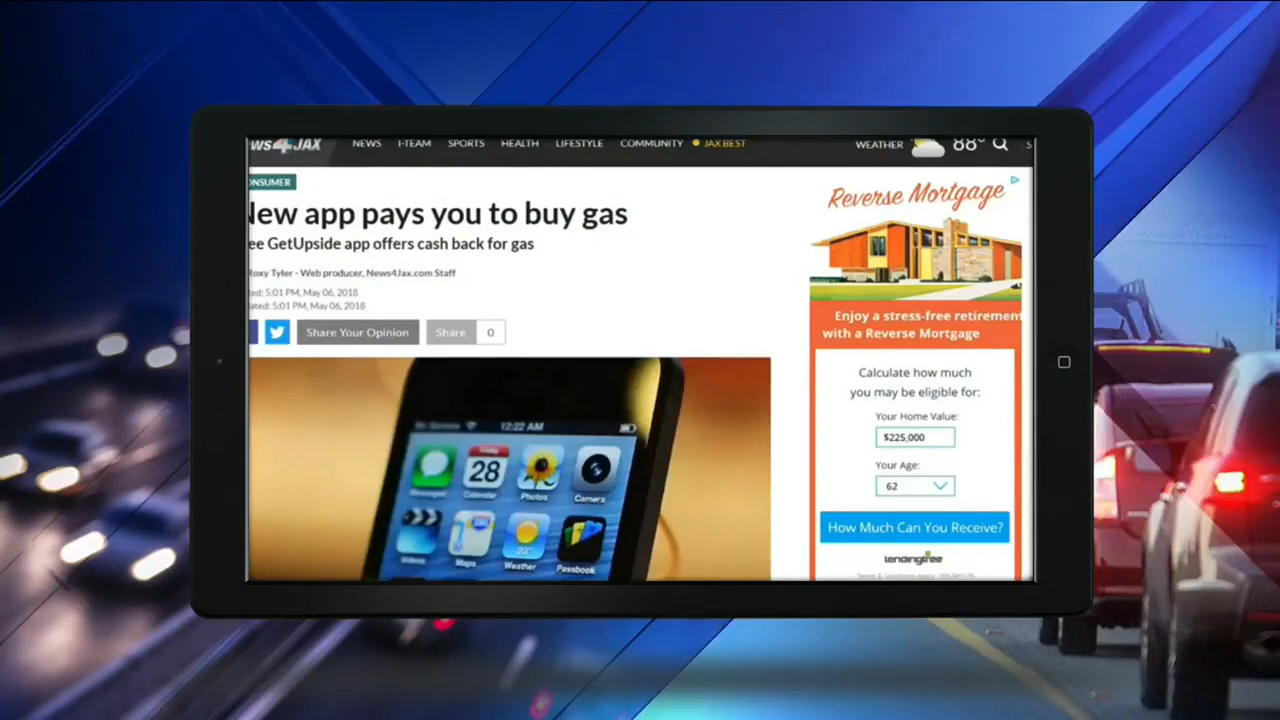 WS4JAX NEWS I-TEAM SPORTS HEALTH LIFESTYLE COMMUNITY JAX BEST WEATHER 88° S
ONSUMER
New app pays you to buy gas
ee GetUpside app offers cash back for gas
Roxy Tyler - Web producer, News4Jax.com Staff
ted: 5:01 PM, May 06, 2018
ated: 5:01 PM, May 06, 2018
Share Your Opinion
Share 0
12:22 AM
Friday
28
Messages Calendar Photos Camera
23°
Videos Maps Weather Passbook
Reverse Mortgage
Enjoy a stress-free retirement
with a Reverse Mortgage
Calculate how much
you may be eligible for:
Your Home Value:
$225,000
Your Age:
62
How Much Can You Receive?
lendingtree